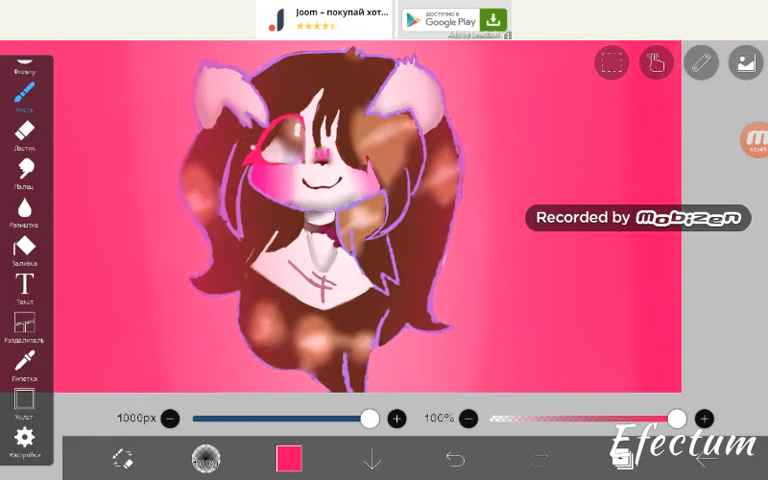 Joom – покупай хот...
ДОСТУПНО В
Google Play
Фильтр
Кисть
Ластик
Палец
Размытие
Заливка
T
Текст
Разделитель
Пипетка
Холст
Настройки
Recorded by mobizen
1000px
100%
Efectum